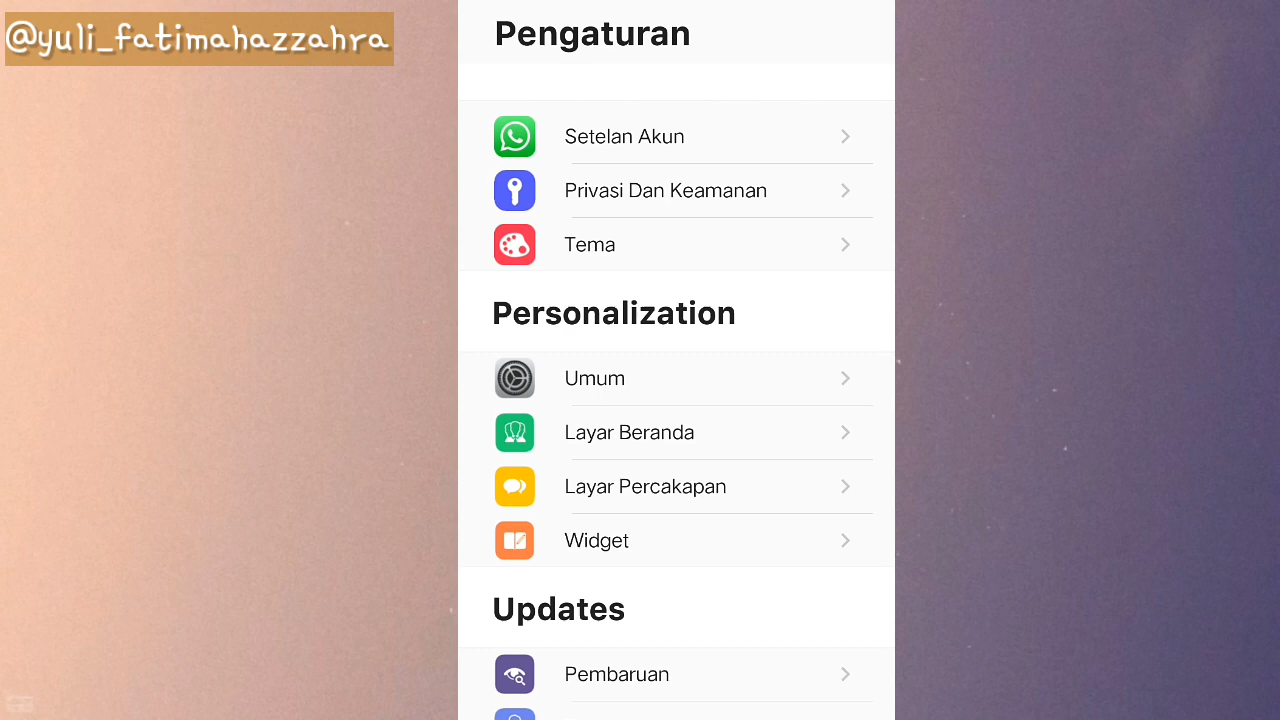 @yuli_fatimahazzahra
Pengaturan
Setelan Akun
Privasi Dan Keamanan
Tema
Personalization
Umum
Layar Beranda
Layar Percakapan
Widget
Updates
Pembaruan